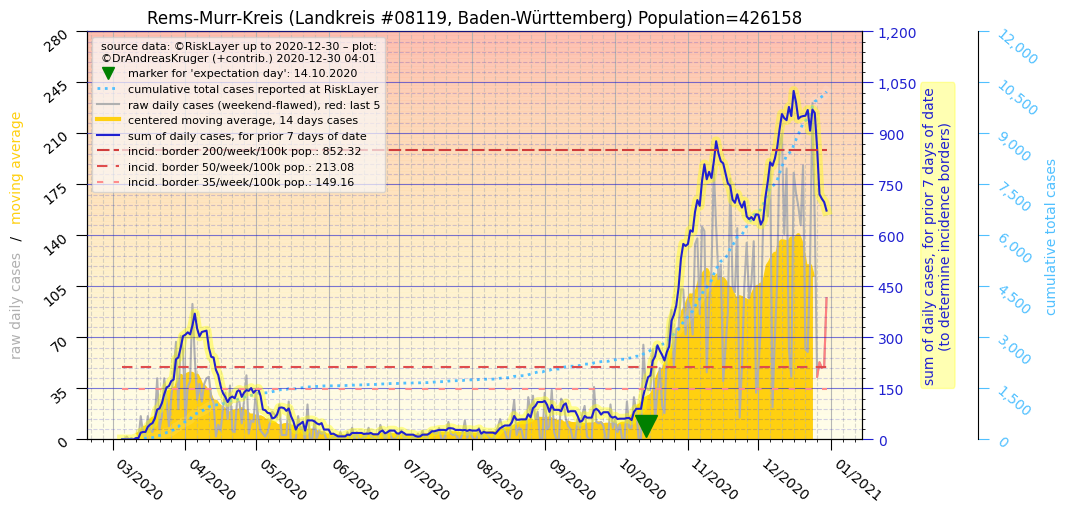 Rems-Murr-Kreis (Landkreis #08119, Baden-Württemberg) Population=426158
source data: ©RiskLayer up to 2020-12-30 – plot:
©DrAndreasKruger (+contrib.) 2020-12-30 04:01
marker for 'expectation day': 14.10.2020
cumulative total cases reported at RiskLayer
raw daily cases (weekend-flawed), red: last 5
centered moving average, 14 days cases
sum of daily cases, for prior 7 days of date
incid. border 200/week/100k pop.: 852.32
incid. border 50/week/100k pop.: 213.08
incid. border 35/week/100k pop.: 149.16
raw daily cases / moving average
280
245
210
175
140
105
70
35
0
03/2020
04/2020
05/2020
06/2020
07/2020
08/2020
09/2020
10/2020
11/2020
12/2020
01/2021
1,200
1,050
900
750
600
450
300
150
0
sum of daily cases, for prior 7 days of date
(to determine incidence borders)
12,000
10,500
9,000
7,500
6,000
4,500
3,000
1,500
0
cumulative total cases